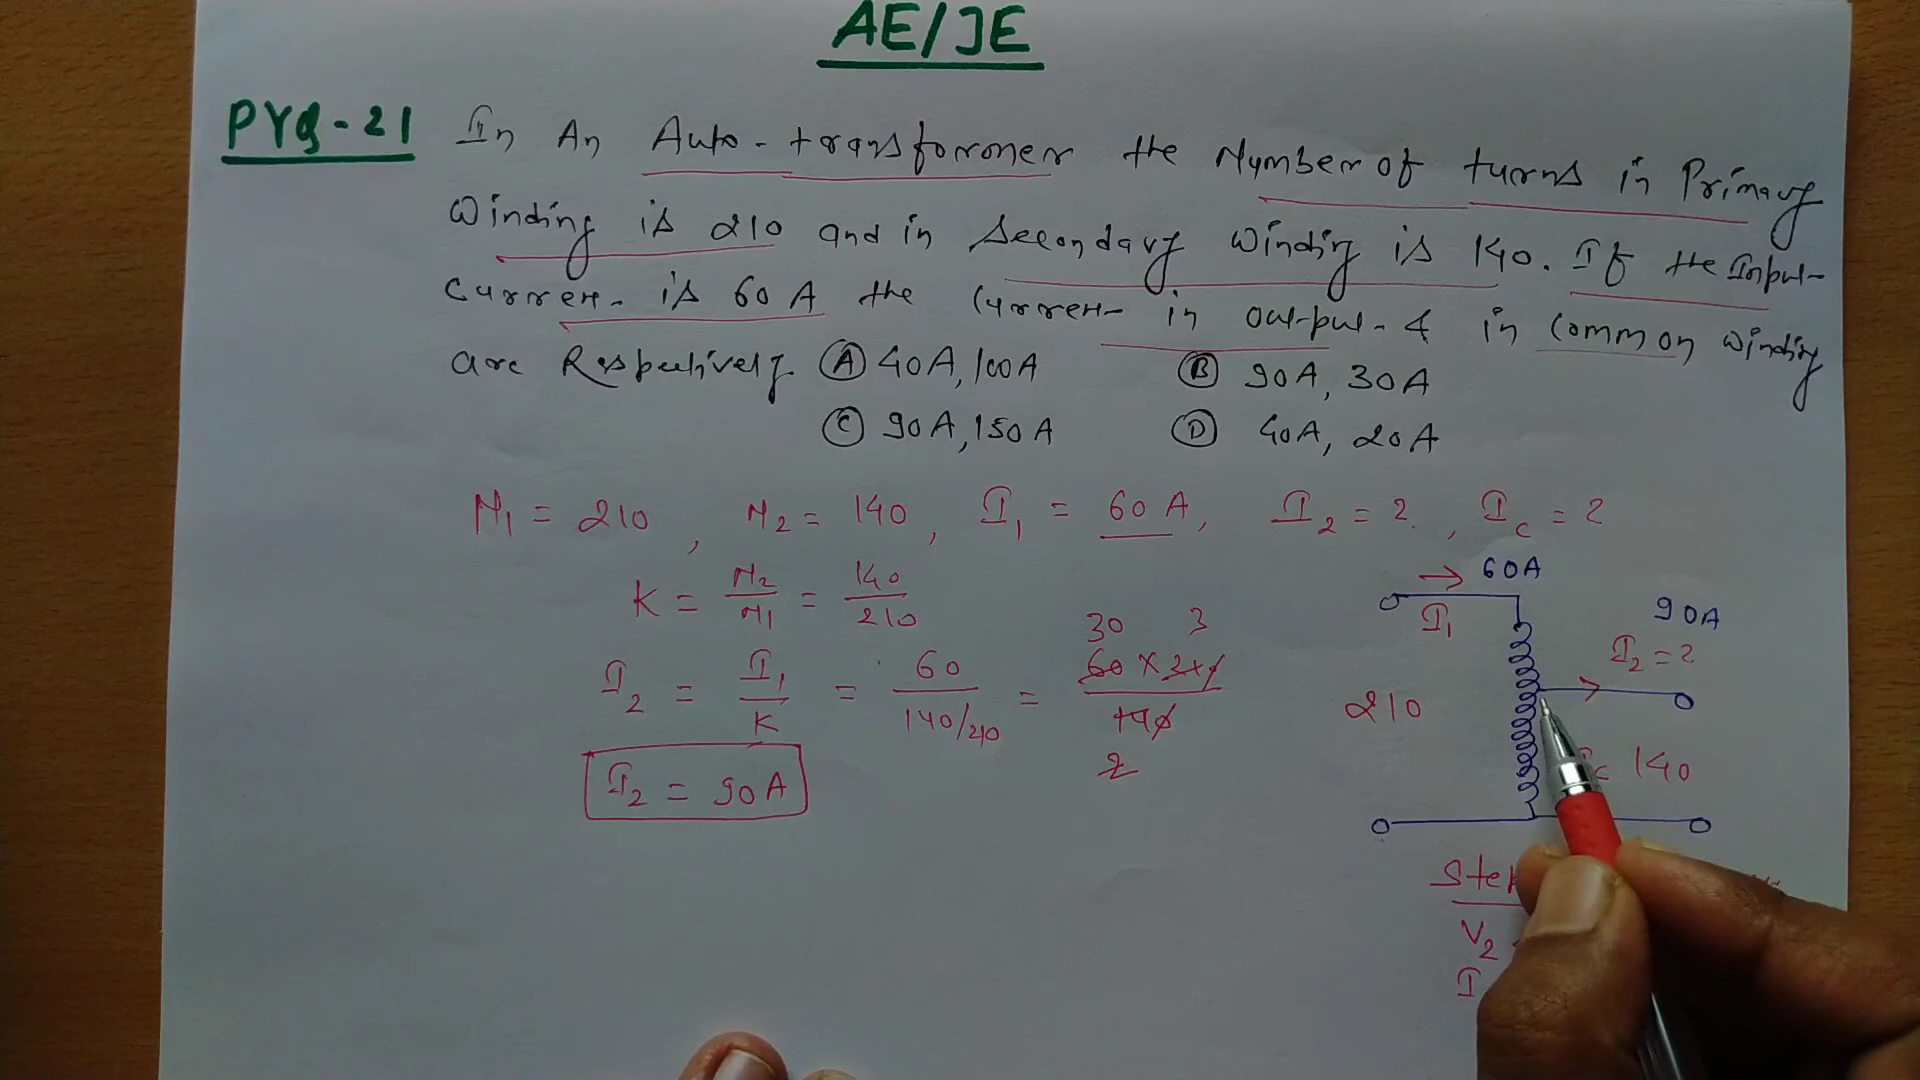 AE/JE
PYQ-21 In An Auto-transformer the Number of turns in Primary
Winding is 210 and in Secondary Winding is 140. If the Input
Current is 60 A the Current in output & in Common Winding
are Respectively. (A) 40A, 100A (B) 90A, 30A
(C) 90A, 150A (D) 40A, 20A
N1 = 210, N2 = 140, I1 = 60 A, I2 = ?, Ic = ?
K = N2/N1 = 140/210
I2 = I1/K = 60/(140/210) = 60 × 210/140
30 3
2
I2 = 90A
60A
I1
90A
I2 = ?
210
140
V2
I